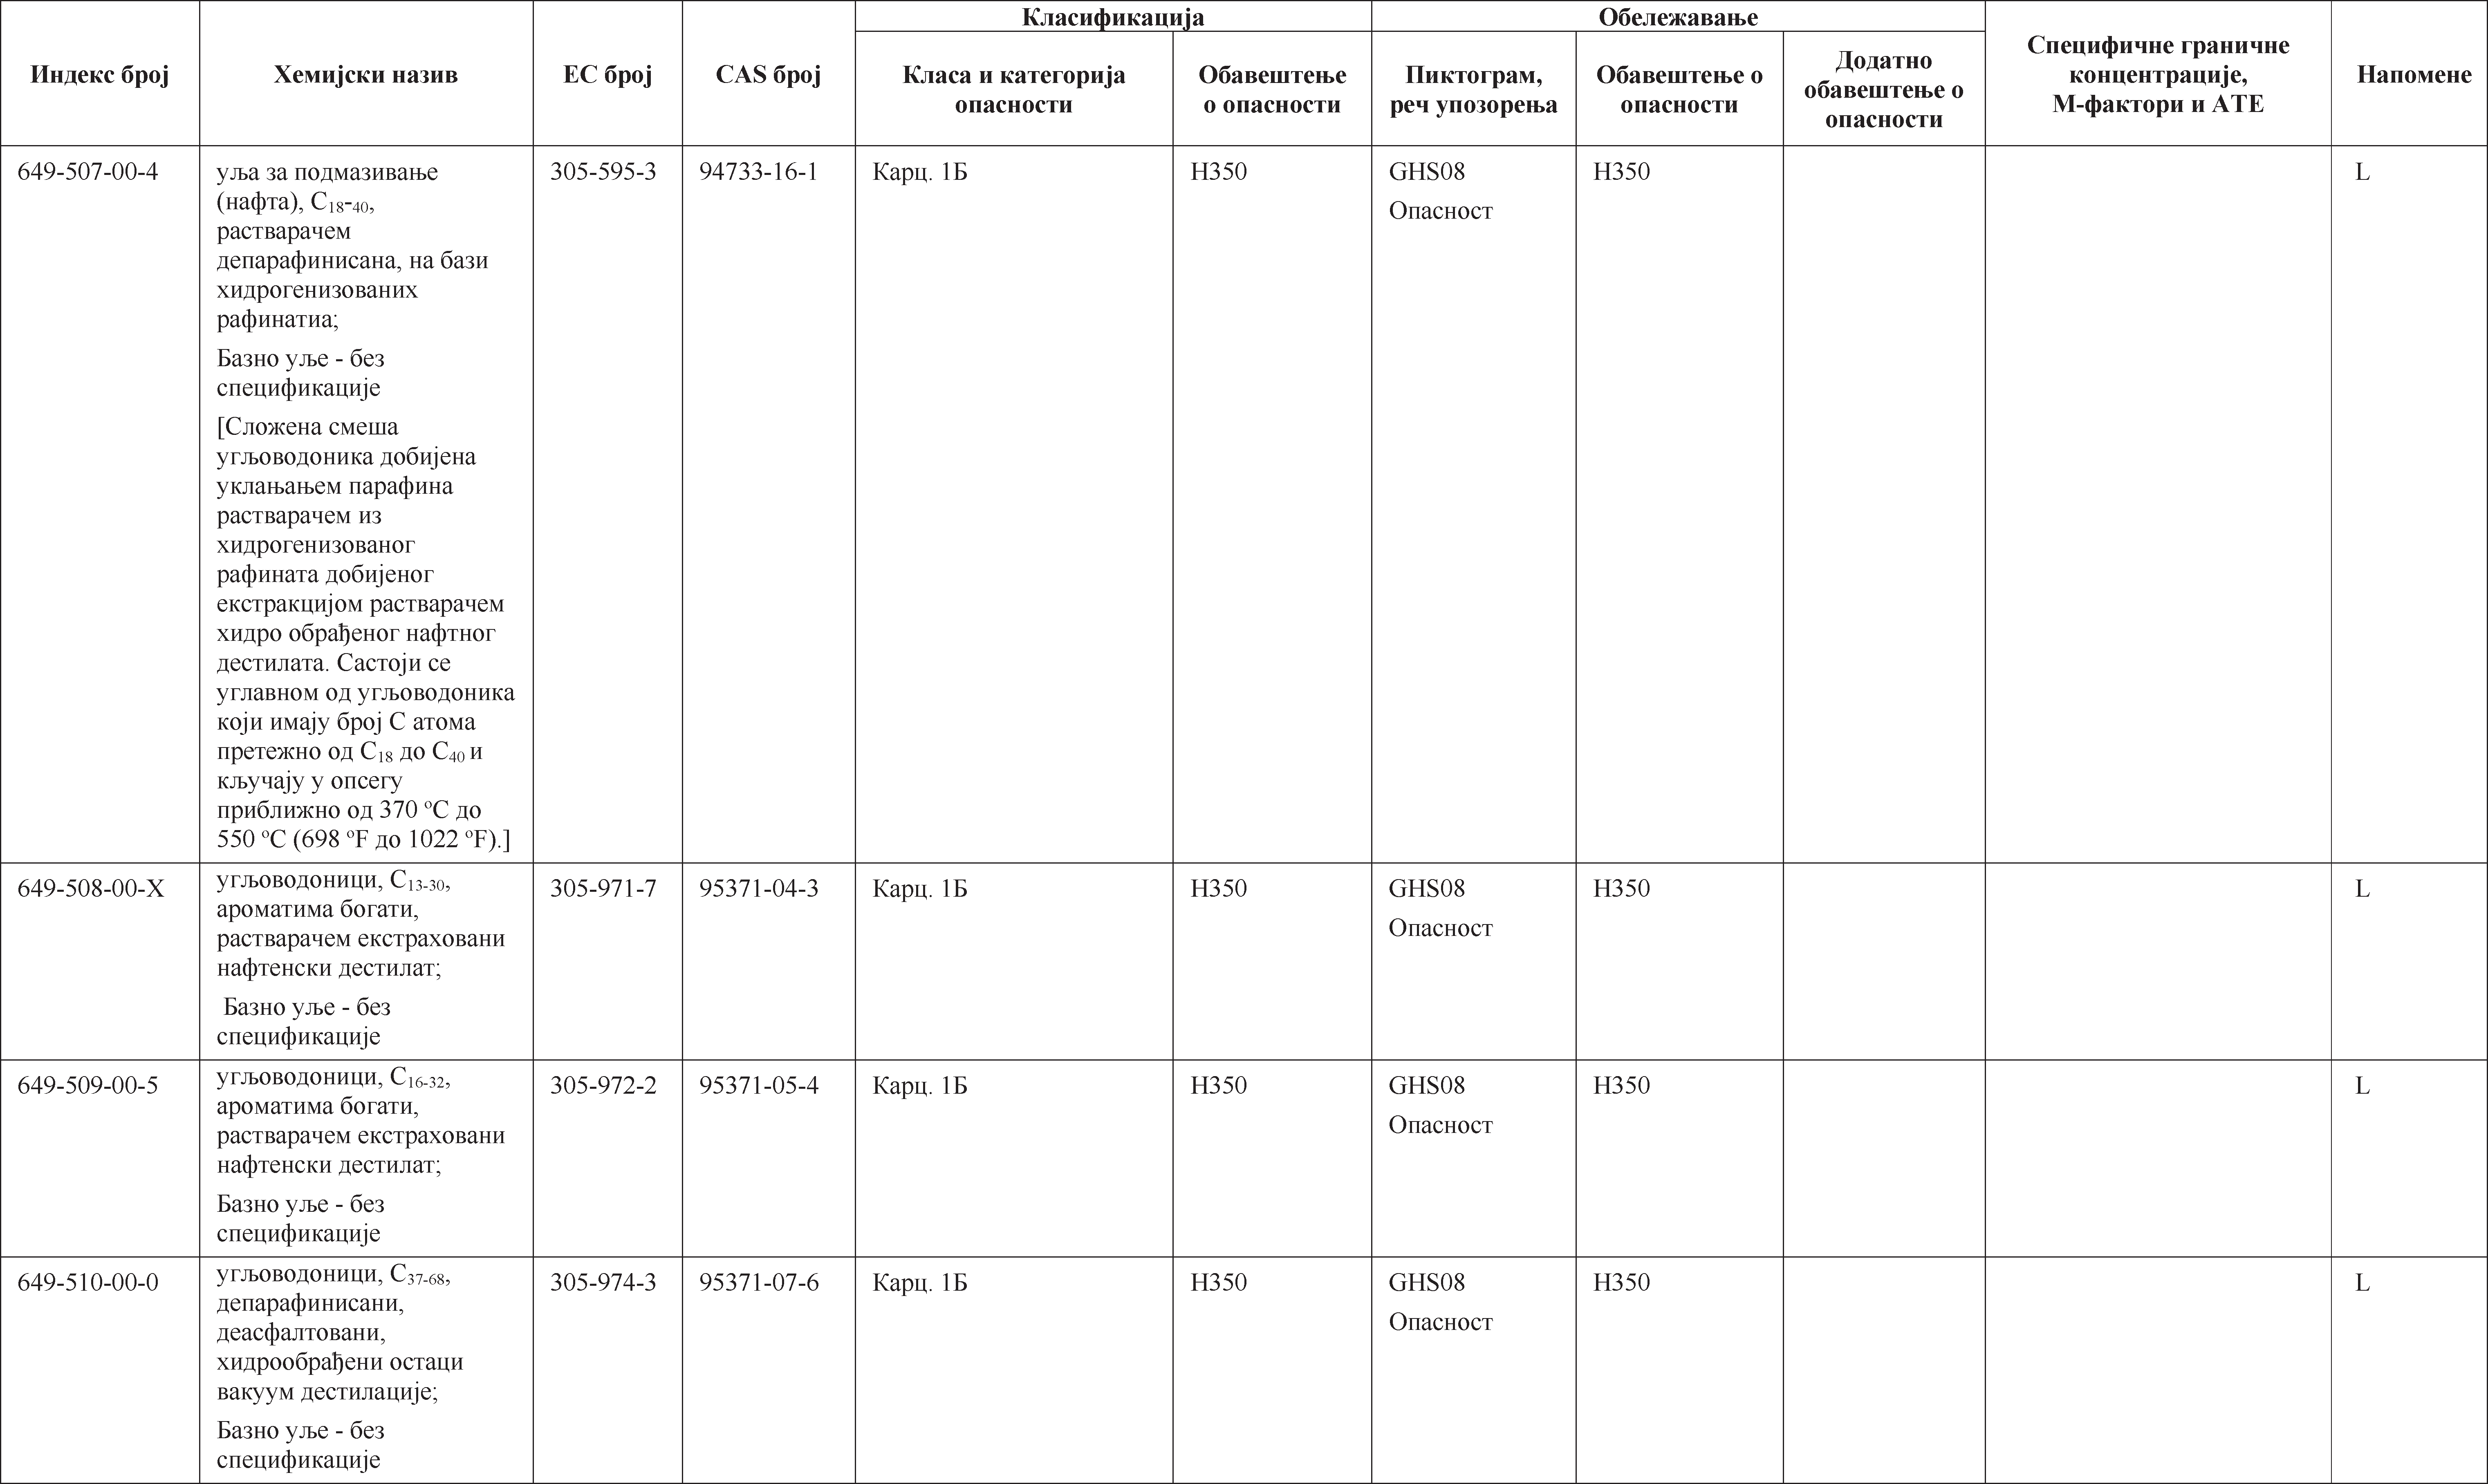 Индекс број
Хемијски назив
ЕС број
CAS број
Класификација
Обележавање
Специфичне граничне
концентрације,
М-фактори и АТЕ
Напомене
Класа и категорија
опасности
Обавештење
о опасности
Пиктограм,
реч упозорења
Обавештење о
опасности
Додатно
обавештење о
опасности
649-507-00-4
уља за подмазивање
(нафта), C₁₈-₄₀,
растварачем
депарафинисана, на бази
хидрогенизованих
рафинатиа;
Базно уље - без
спецификације
[Сложена смеша
угљоводоника добијена
уклањањем парафина
растварачем из
хидрогенизованог
рафината добијеног
екстракцијом растварачем
хидро обрађеног нафтног
дестилата. Састоји се
углавном од угљоводоника
који имају број С атома
претежно од C₁₈ до C₄₀ и
кључају у опсегу
приближно од 370 ºC до
550 ºC (698 ºF до 1022 ºF).]
305-595-3
94733-16-1
Карц. 1Б
H350
GHS08
Опасност
H350
L
649-508-00-X
угљоводоници, C₁₃₋₃₀,
ароматима богати,
растварачем екстраховани
нафтенски дестилат;
Базно уље - без
спецификације
305-971-7
95371-04-3
Карц. 1Б
H350
GHS08
Опасност
H350
L
649-509-00-5
угљоводоници, C₁₆₋₃₂,
ароматима богати,
растварачем екстраховани
нафтенски дестилат;
Базно уље - без
спецификације
305-972-2
95371-05-4
Карц. 1Б
H350
GHS08
Опасност
H350
L
649-510-00-0
угљоводоници, C₃₇₋₆₈,
депарафинисани,
деасфалтовани,
хидрообрађени остаци
вакуум дестилације;
Базно уље - без
спецификације
305-974-3
95371-07-6
Карц. 1Б
H350
GHS08
Опасност
H350
L